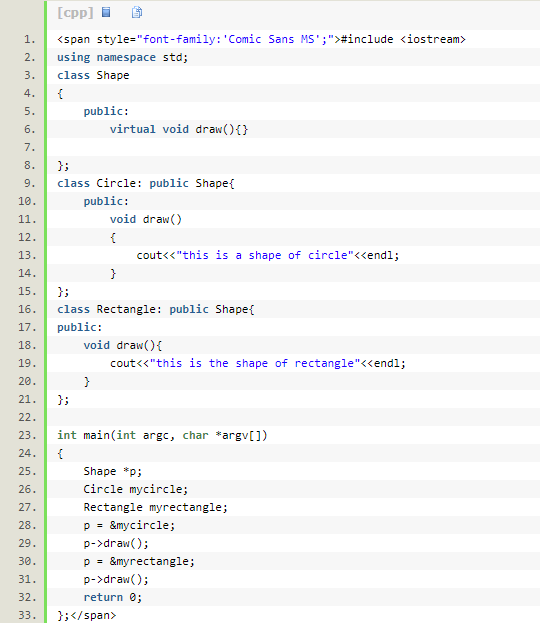 [cpp]
1. <span style="font-family:'Comic Sans MS';">#include <iostream>
2. using namespace std;
3. class Shape
4. {
5.     public:
6.         virtual void draw(){}
7.
8. };
9. class Circle: public Shape{
10.     public:
11.         void draw()
12.         {
13.             cout<<"this is a shape of circle"<<endl;
14.         }
15. };
16. class Rectangle: public Shape{
17. public:
18.     void draw(){
19.         cout<<"this is the shape of rectangle"<<endl;
20.     }
21. };
22.
23. int main(int argc, char *argv[])
24. {
25.     Shape *p;
26.     Circle mycircle;
27.     Rectangle myrectangle;
28.     p = &mycircle;
29.     p->draw();
30.     p = &myrectangle;
31.     p->draw();
32.     return 0;
33. };</span>